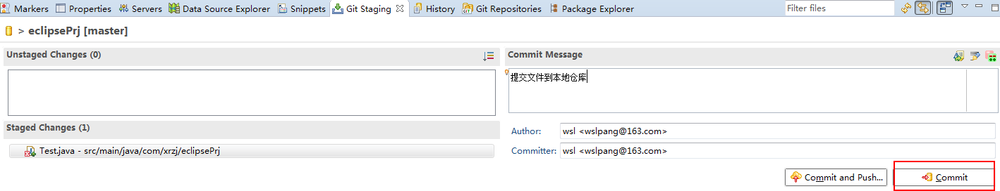 Markers Properties Servers Data Source Explorer Snippets Git Staging History Git Repositories Package Explorer Filter files
> eclipsePrj [master]
Unstaged Changes (0)
Commit Message
提交文件到本地仓库
Staged Changes (1)
Test.java - src/main/java/com/xrzj/eclipsePrj
Author: wsl <wslpang@163.com>
Committer: wsl <wslpang@163.com>
Commit and Push... Commit